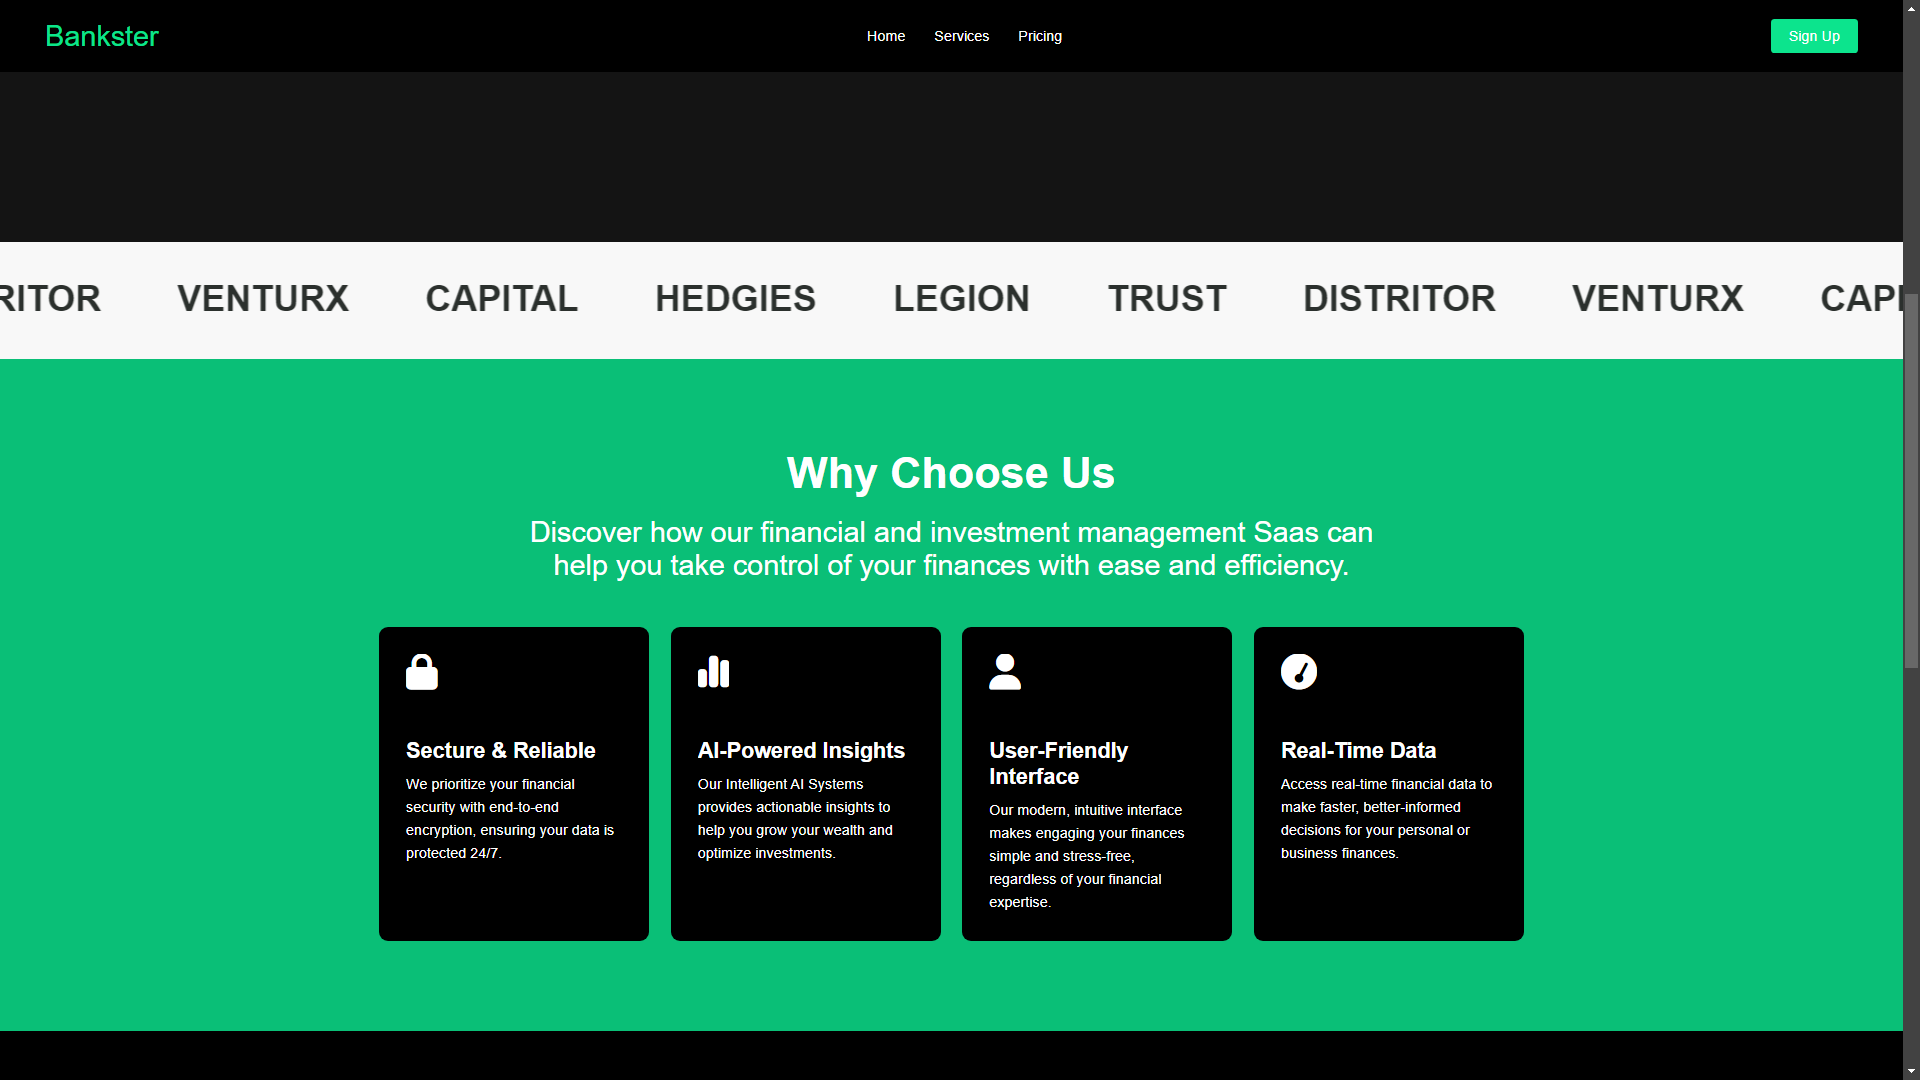 Bankster
Home Services Pricing
Sign Up
RITOR VENTURX CAPITAL HEDGIES LEGION TRUST DISTRITOR VENTURX CAPI
Why Choose Us
Discover how our financial and investment management Saas can
help you take control of your finances with ease and efficiency.
Secture & Reliable
We prioritize your financial
security with end-to-end
encryption, ensuring your data is
protected 24/7.
AI-Powered Insights
Our Intelligent AI Systems
provides actionable insights to
help you grow your wealth and
optimize investments.
User-Friendly
Interface
Our modern, intuitive interface
makes engaging your finances
simple and stress-free,
regardless of your financial
expertise.
Real-Time Data
Access real-time financial data to
make faster, better-informed
decisions for your personal or
business finances.